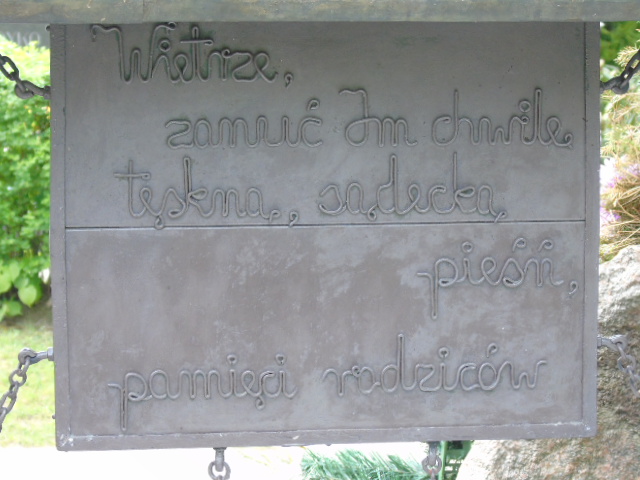 Wietrze,
zanuć Im chwilę
tęskną, sądecką
pieśń,
pamięci rodziców